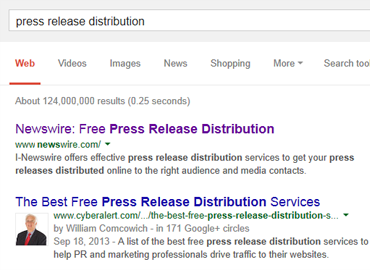 press release distribution
Web Videos Images News Shopping More Search too
About 124,000,000 results (0.25 seconds)
Newswire: Free Press Release Distribution
www.newswire.com/
I-Newswire offers effective press release distribution services to get your press
releases distributed online to the right audience and media contacts.
The Best Free Press Release Distribution Services
www.cyberalert.com/.../the-best-free-press-release-distribution-s...
by William Comcowich - in 171 Google+ circles
Sep 18, 2013 - A list of the best free press release distribution services to
help PR and marketing professionals drive traffic to their websites.